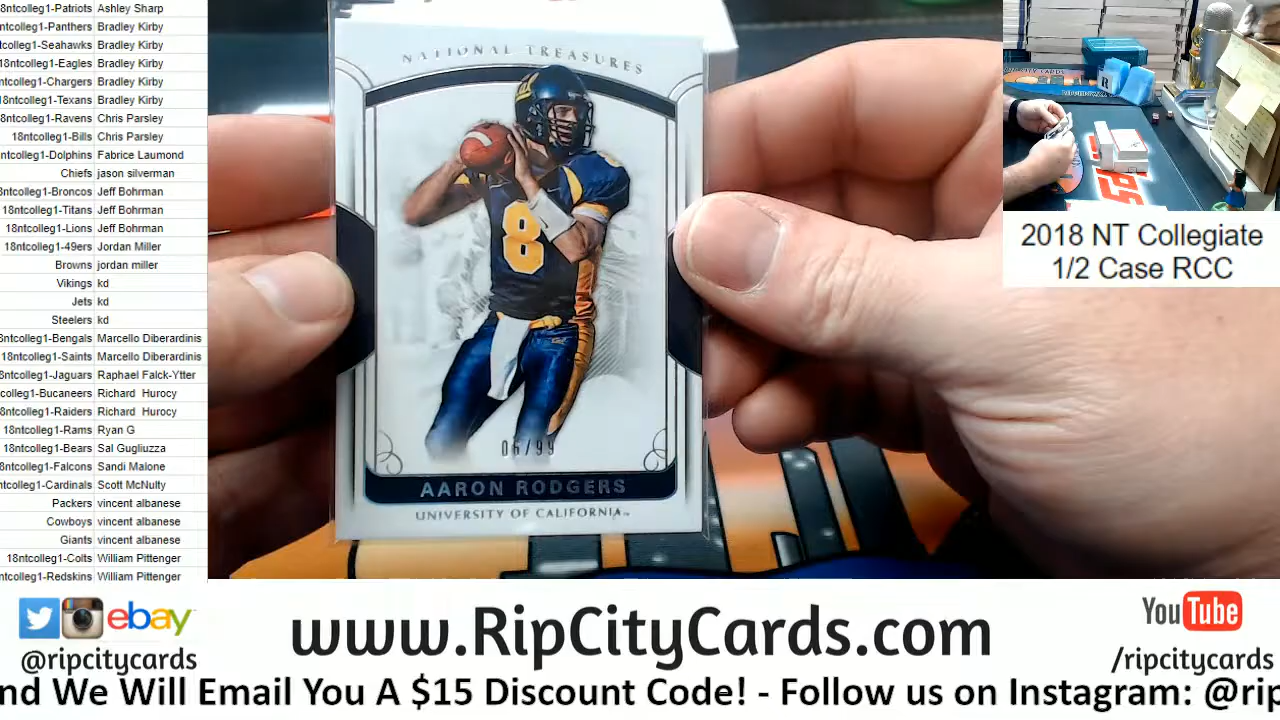 8ntcolleg1-Patriots Ashley Sharp
ntcolleg1-Panthers Bradley Kirby
ntcolleg1-Seahawks Bradley Kirby
18ntcolleg1-Eagles Bradley Kirby
ntcolleg1-Chargers Bradley Kirby
18ntcolleg1-Texans Bradley Kirby
8ntcolleg1-Ravens Chris Parsley
18ntcolleg1-Bills Chris Parsley
ntcolleg1-Dolphins Fabrice Laumond
Chiefs jason silverman
8ntcolleg1-Broncos Jeff Bohrman
18ntcolleg1-Titans Jeff Bohrman
18ntcolleg1-Lions Jeff Bohrman
18ntcolleg1-49ers Jordan Miller
Browns jordan miller
Vikings kd
Jets kd
Steelers kd
8ntcolleg1-Bengals Marcello Diberardinis
18ntcolleg1-Saints Marcello Diberardinis
8ntcolleg1-Jaguars Raphael Falck-Ytter
colleg1-Bucaneers Richard Hurocy
8ntcolleg1-Raiders Richard Hurocy
18ntcolleg1-Rams Ryan G
18ntcolleg1-Bears Sal Gugliuzza
8ntcolleg1-Falcons Sandi Malone
ntcolleg1-Cardinals Scott McNulty
Packers vincent albanese
Cowboys vincent albanese
Giants vincent albanese
18ntcolleg1-Colts William Pittenger
ntcolleg1-Redskins William Pittenger
NATIONAL TREASURES
8
06/99
AARON RODGERS
UNIVERSITY OF CALIFORNIA™
2018 NT Collegiate
1/2 Case RCC
ebay
@ripcitycards
www.RipCityCards.com
YouTube
/ripcitycards
nd We Will Email You A $15 Discount Code! - Follow us on Instagram: @rip